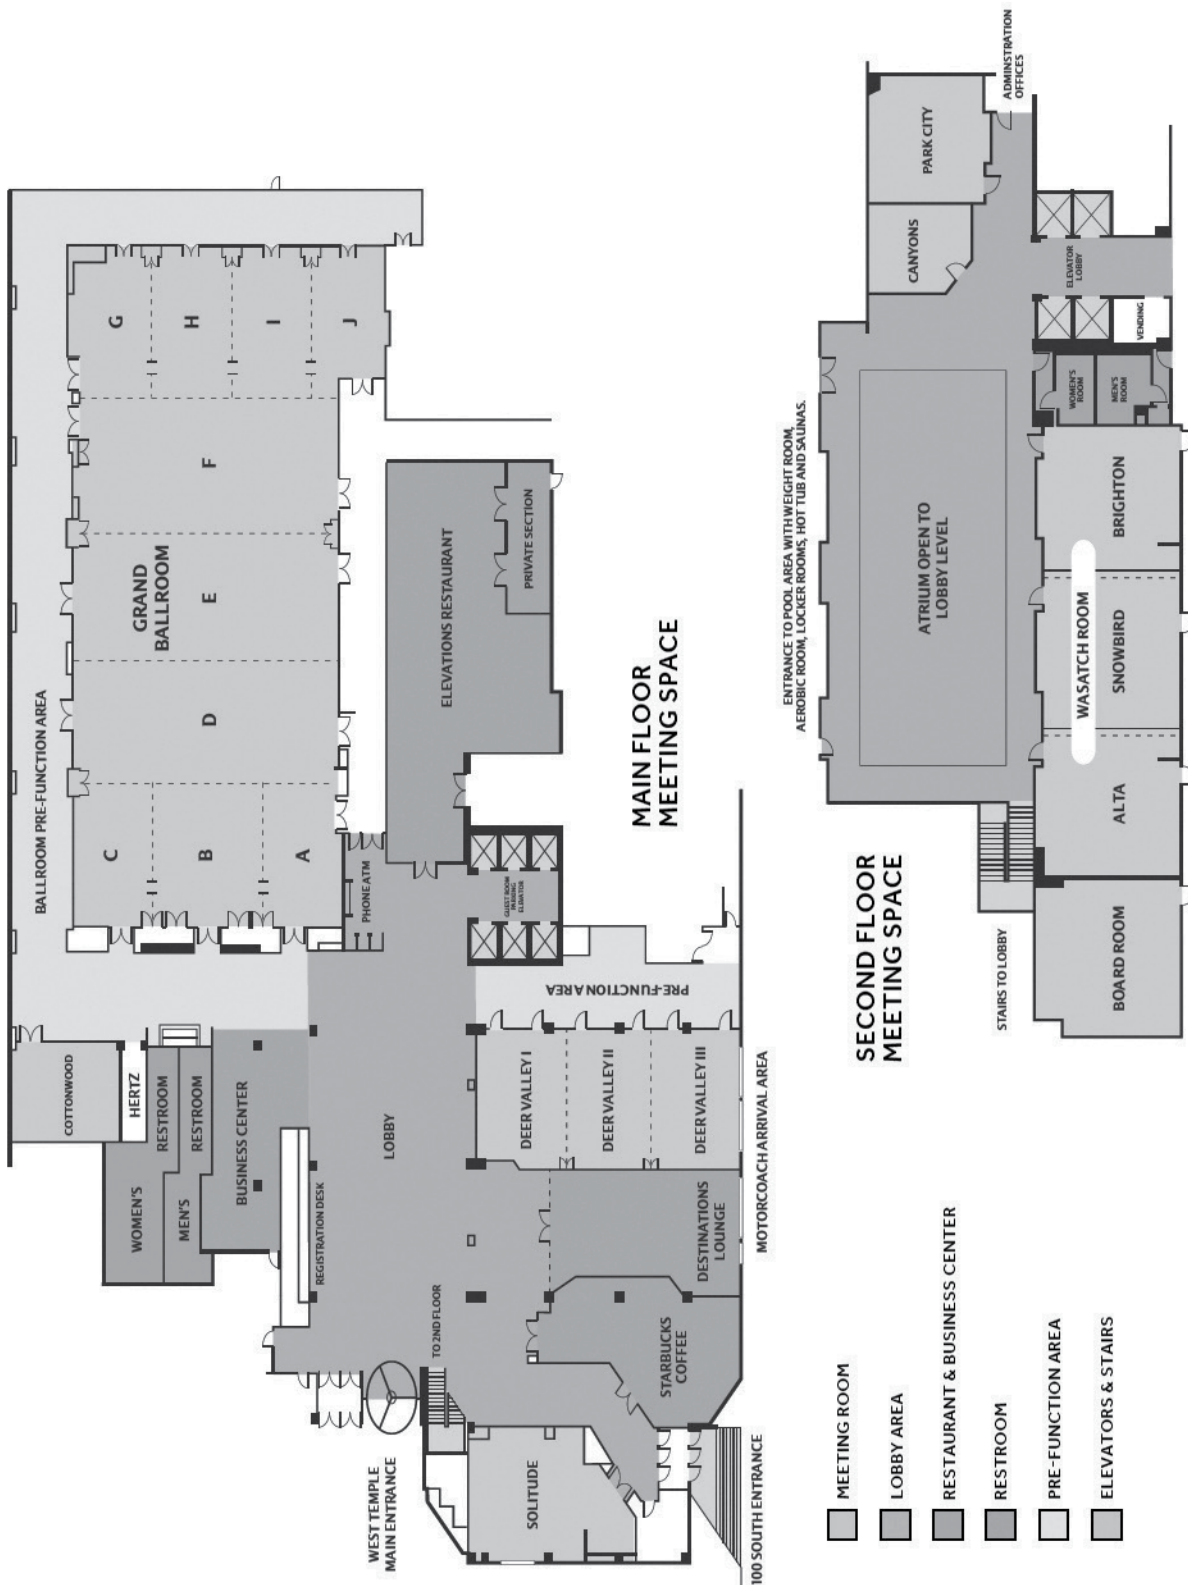 BALLROOM PRE-FUNCTION AREA
GRAND
BALLROOM
A
B
C
D
E
F
G
H
I
J
COTTONWOOD
HERTZ
WOMEN'S
RESTROOM
MEN'S
RESTROOM
BUSINESS CENTER
REGISTRATION DESK
LOBBY
PHONE ATM
GUEST ROOM
PARKING
ELEVATOR
ELEVATIONS RESTAURANT
PRIVATE SECTION
PRE-FUNCTION AREA
DEER VALLEY I
DEER VALLEY II
DEER VALLEY III
DESTINATIONS
LOUNGE
STARBUCKS
COFFEE
TO 2ND FLOOR
SOLITUDE
WEST TEMPLE
MAIN ENTRANCE
100 SOUTH ENTRANCE
MOTORCOACH ARRIVAL AREA
MAIN FLOOR
MEETING SPACE
ENTRANCE TO POOL AREA WITH WEIGHT ROOM,
AEROBIC ROOM, LOCKER ROOMS, HOT TUB AND SAUNAS.
ATRIUM OPEN TO
LOBBY LEVEL
CANYONS
PARK CITY
ADMINSTRATION
OFFICES
ELEVATOR
LOBBY
VENDING
WOMEN'S
ROOM
MEN'S
ROOM
BRIGHTON
SNOWBIRD
WASATCH ROOM
ALTA
BOARD ROOM
STAIRS TO LOBBY
SECOND FLOOR
MEETING SPACE
MEETING ROOM
LOBBY AREA
RESTAURANT & BUSINESS CENTER
RESTROOM
PRE-FUNCTION AREA
ELEVATORS & STAIRS